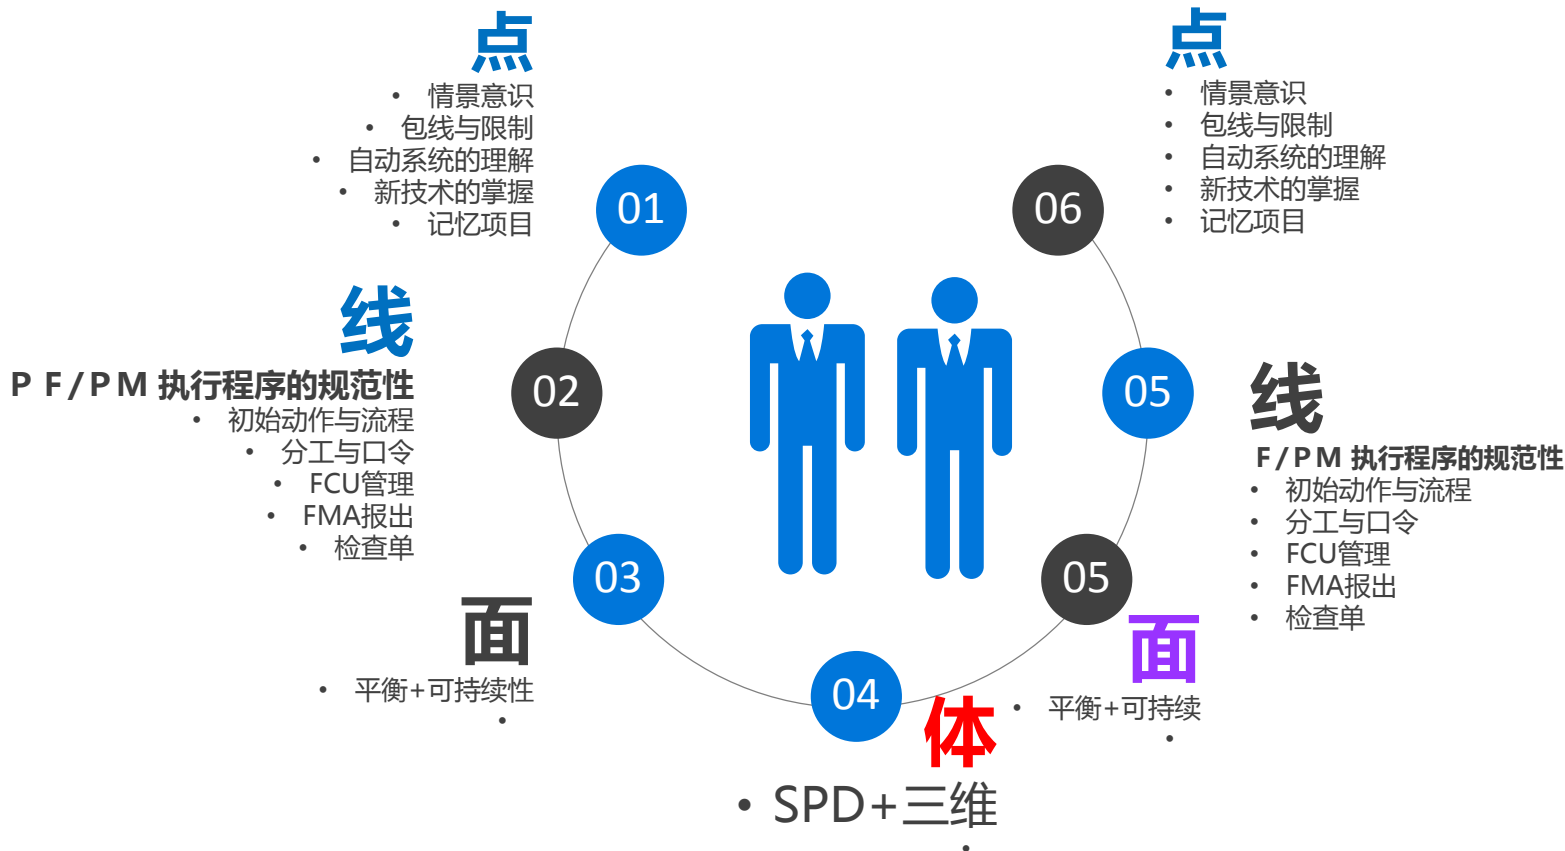 点
• 情景意识
• 包线与限制
• 自动系统的理解
• 新技术的掌握
• 记忆项目
01
线
P F/PM 执行程序的规范性
• 初始动作与流程
• 分工与口令
• FCU管理
• FMA报出
• 检查单
02
03
面
• 平衡+可持续性
•
04
体
• SPD+三维
•
05
面
• 平衡+可持续
•
05
线
F/PM 执行程序的规范性
• 初始动作与流程
• 分工与口令
• FCU管理
• FMA报出
• 检查单
06
点
• 情景意识
• 包线与限制
• 自动系统的理解
• 新技术的掌握
• 记忆项目